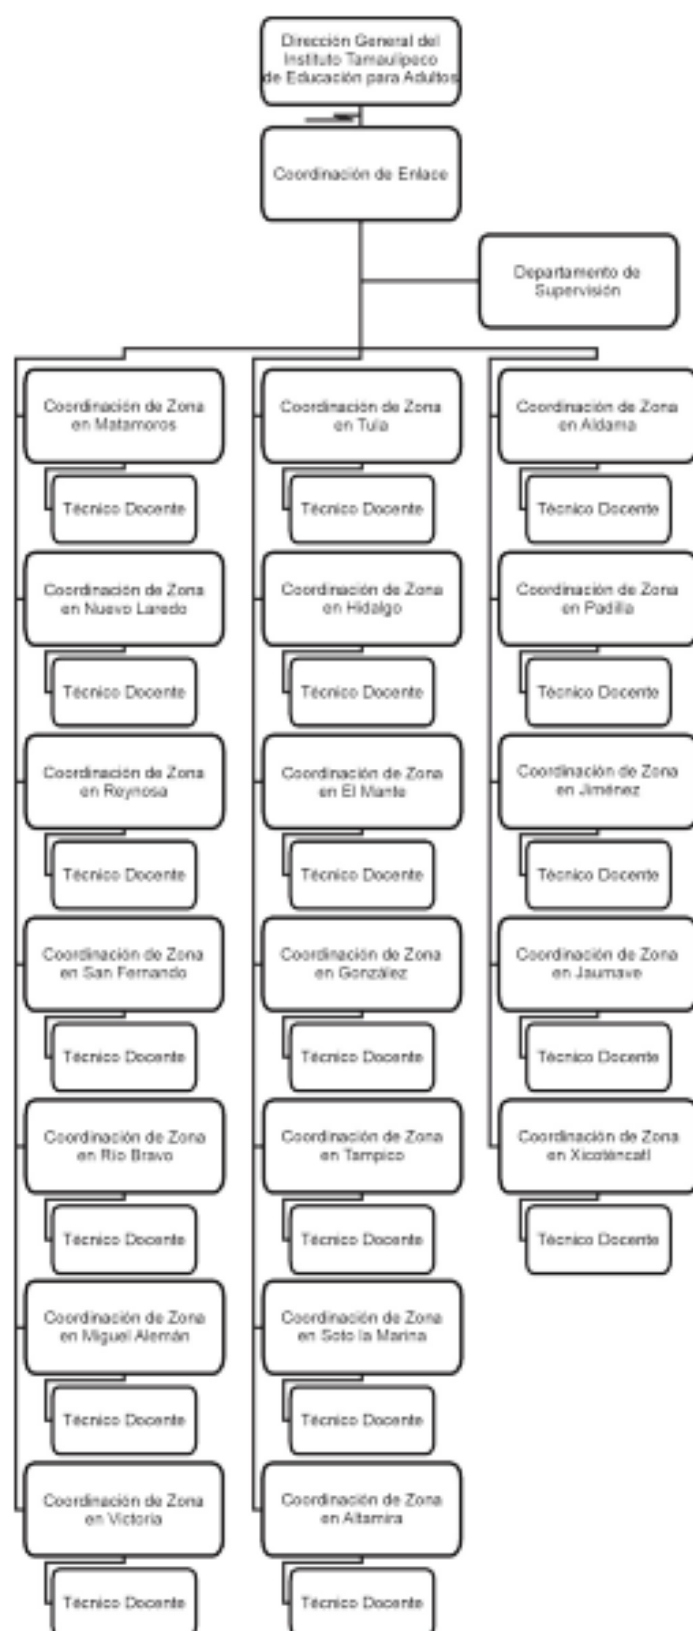 Dirección General del
Instituto Tamaulipeco
de Educación para Adultos
Coordinación de Enlace
Departamento de
Supervisión
Coordinación de Zona
en Matamoros
Técnico Docente
Coordinación de Zona
en Nuevo Laredo
Técnico Docente
Coordinación de Zona
en Reynosa
Técnico Docente
Coordinación de Zona
en San Fernando
Técnico Docente
Coordinación de Zona
en Río Bravo
Técnico Docente
Coordinación de Zona
en Miguel Alemán
Técnico Docente
Coordinación de Zona
en Victoria
Técnico Docente
Coordinación de Zona
en Tula
Técnico Docente
Coordinación de Zona
en Hidalgo
Técnico Docente
Coordinación de Zona
en El Mante
Técnico Docente
Coordinación de Zona
en González
Técnico Docente
Coordinación de Zona
en Tampico
Técnico Docente
Coordinación de Zona
en Soto la Marina
Técnico Docente
Coordinación de Zona
en Altamira
Técnico Docente
Coordinación de Zona
en Aldama
Técnico Docente
Coordinación de Zona
en Padilla
Técnico Docente
Coordinación de Zona
en Jiménez
Técnico Docente
Coordinación de Zona
en Jaumave
Técnico Docente
Coordinación de Zona
en Xicoténcatl
Técnico Docente